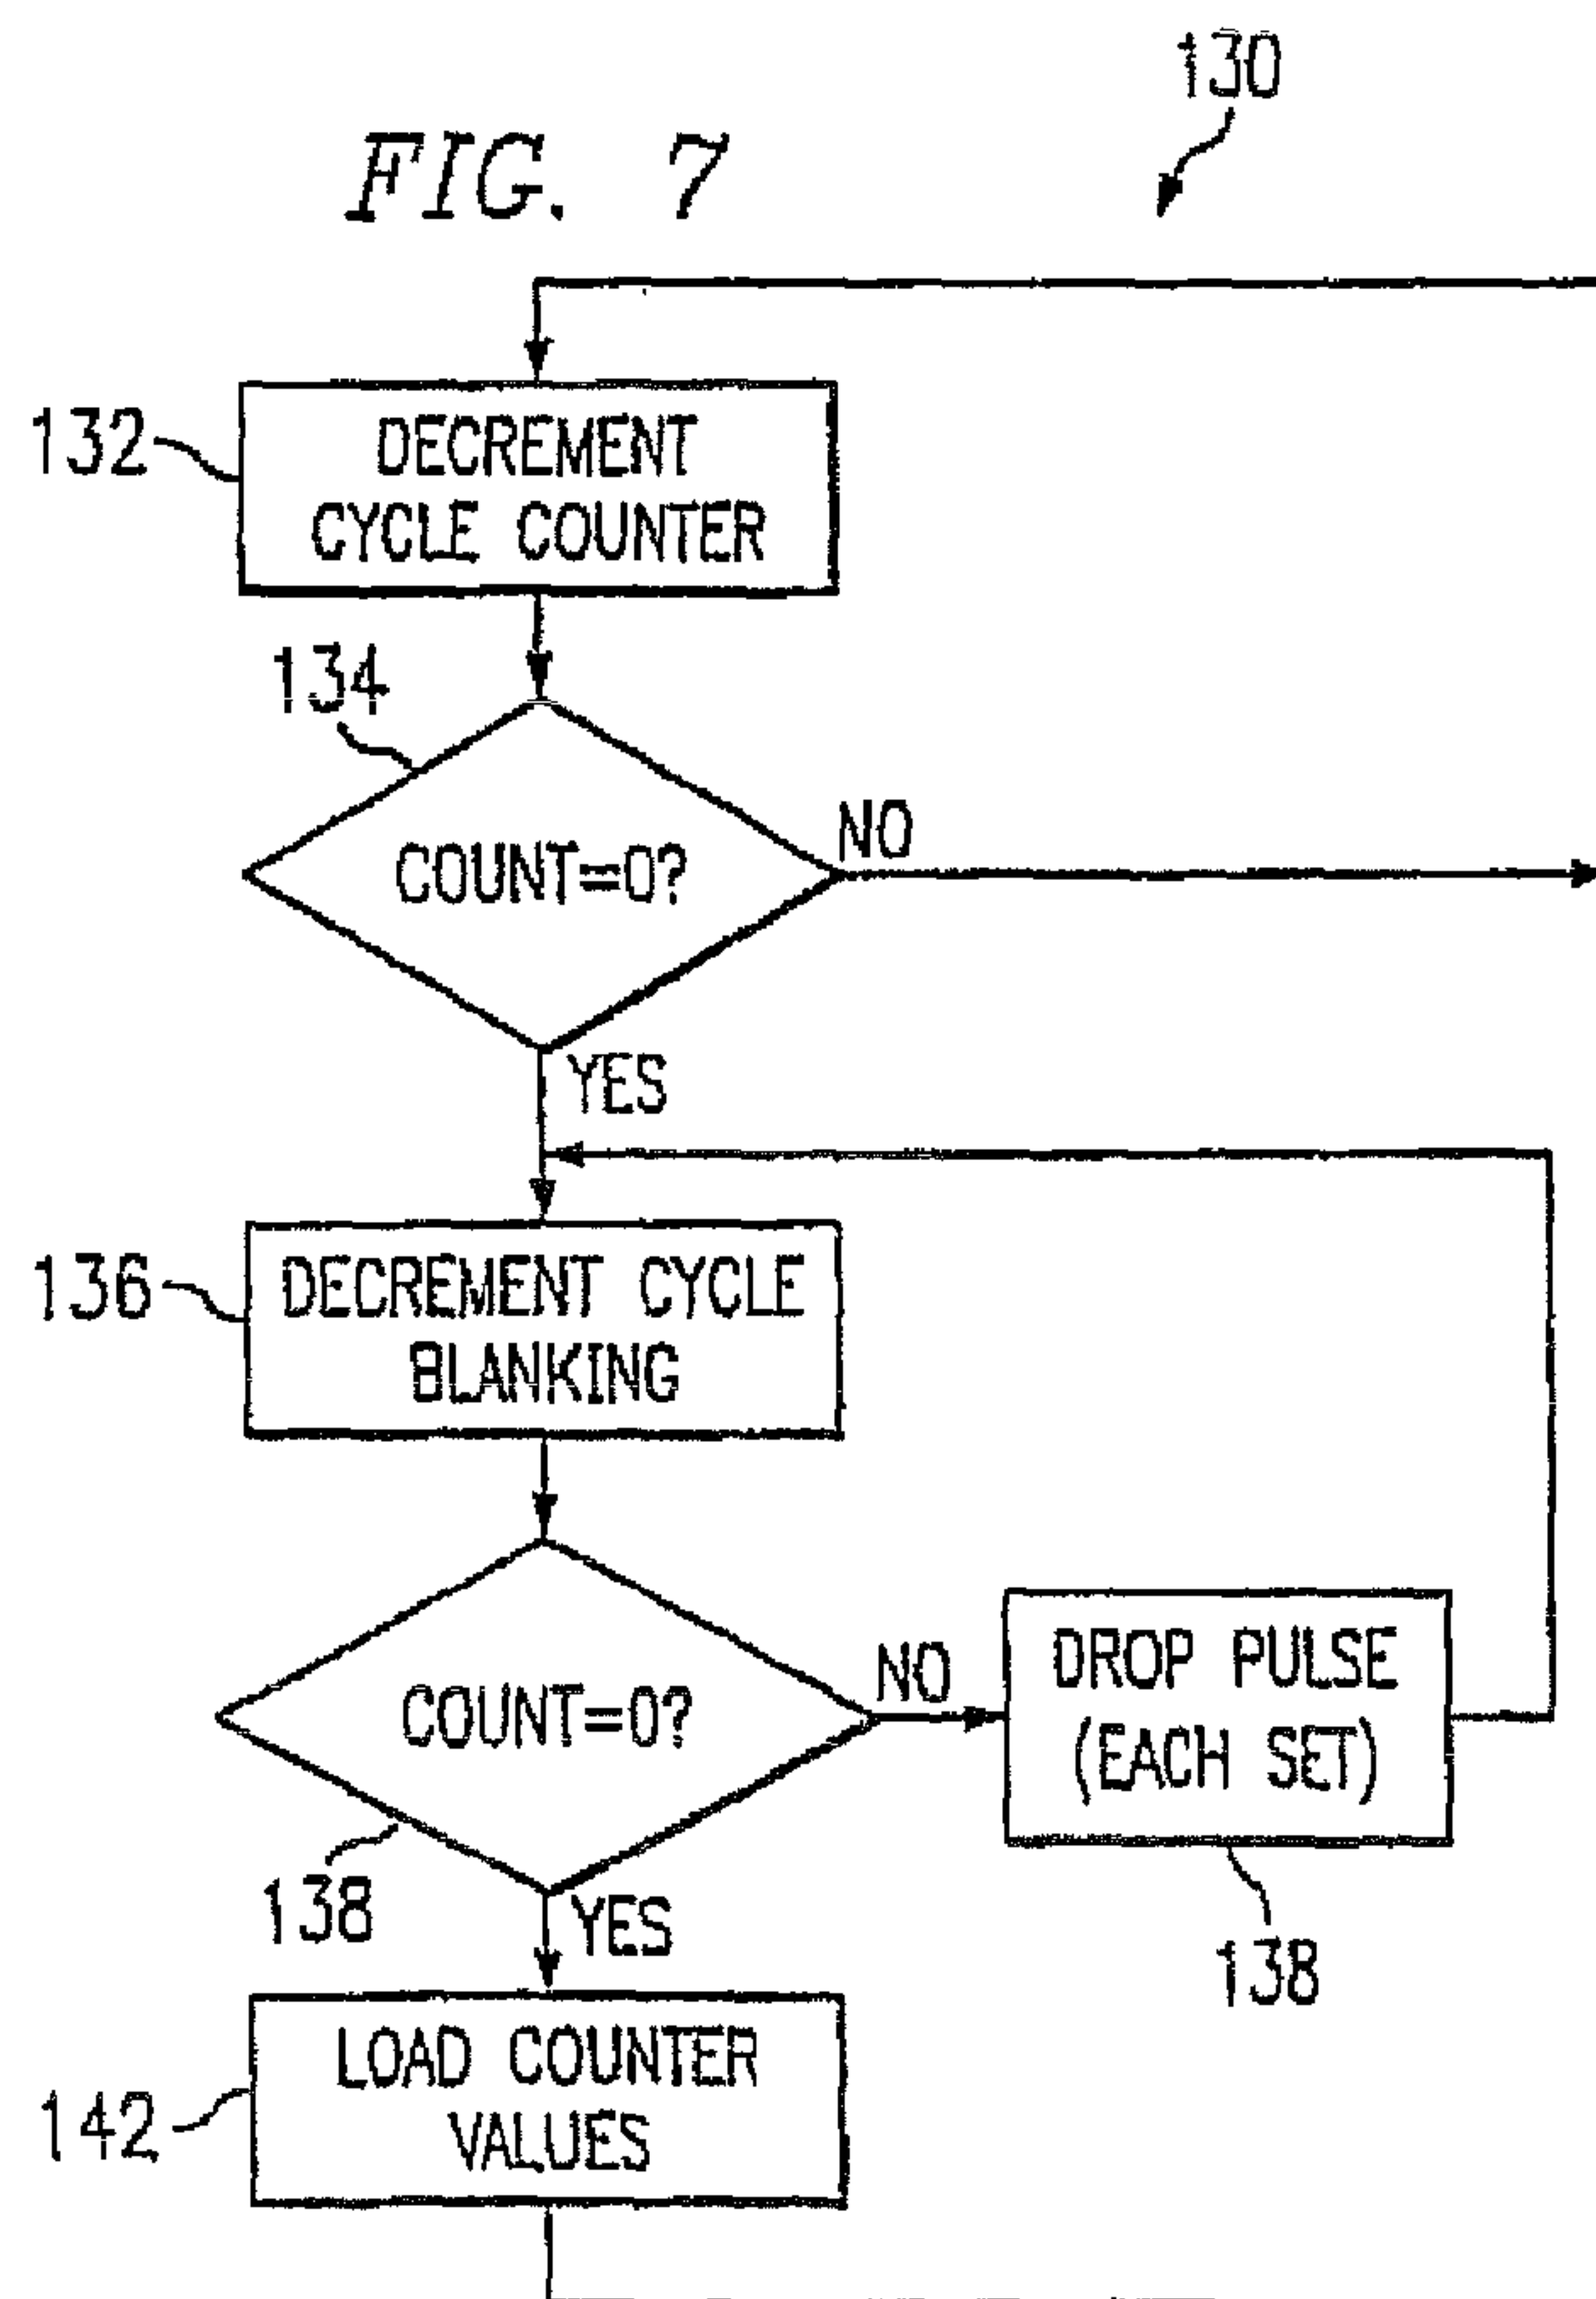 130
FIG. 7
132
DECREMENT
CYCLE COUNTER
134
COUNT=0?
NO
YES
136
DECREMENT CYCLE
BLANKING
COUNT=0?
NO
DROP PULSE
(EACH SET)
138
YES
138
LOAD COUNTER
VALUES
142